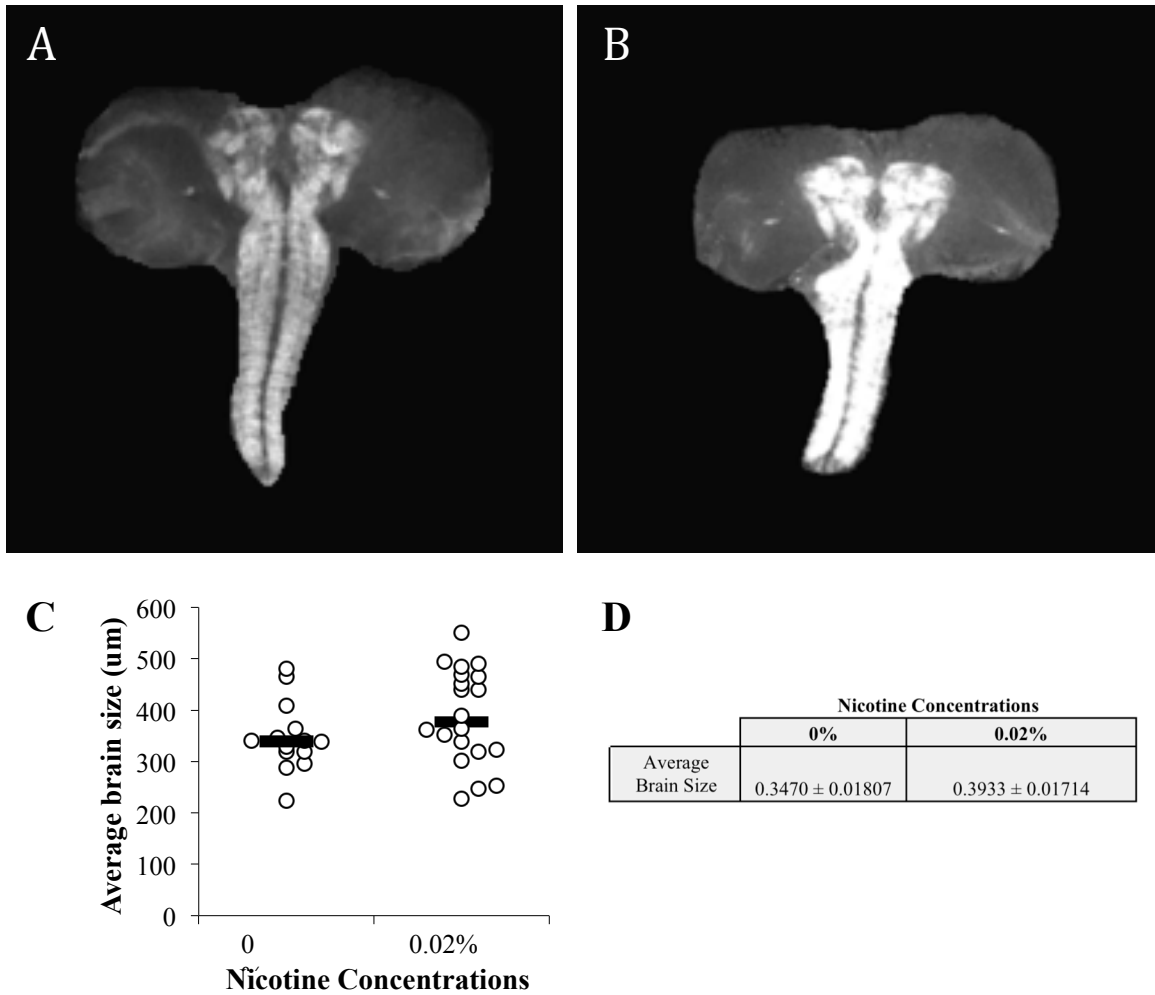 A
B
C
600
500
400
300
200
100
0
Average brain size (um)
0
0.02%
Nicotine Concentrations
D
Nicotine Concentrations
0% 0.02%
Average
Brain Size 0.3470 ± 0.01807 0.3933 ± 0.01714